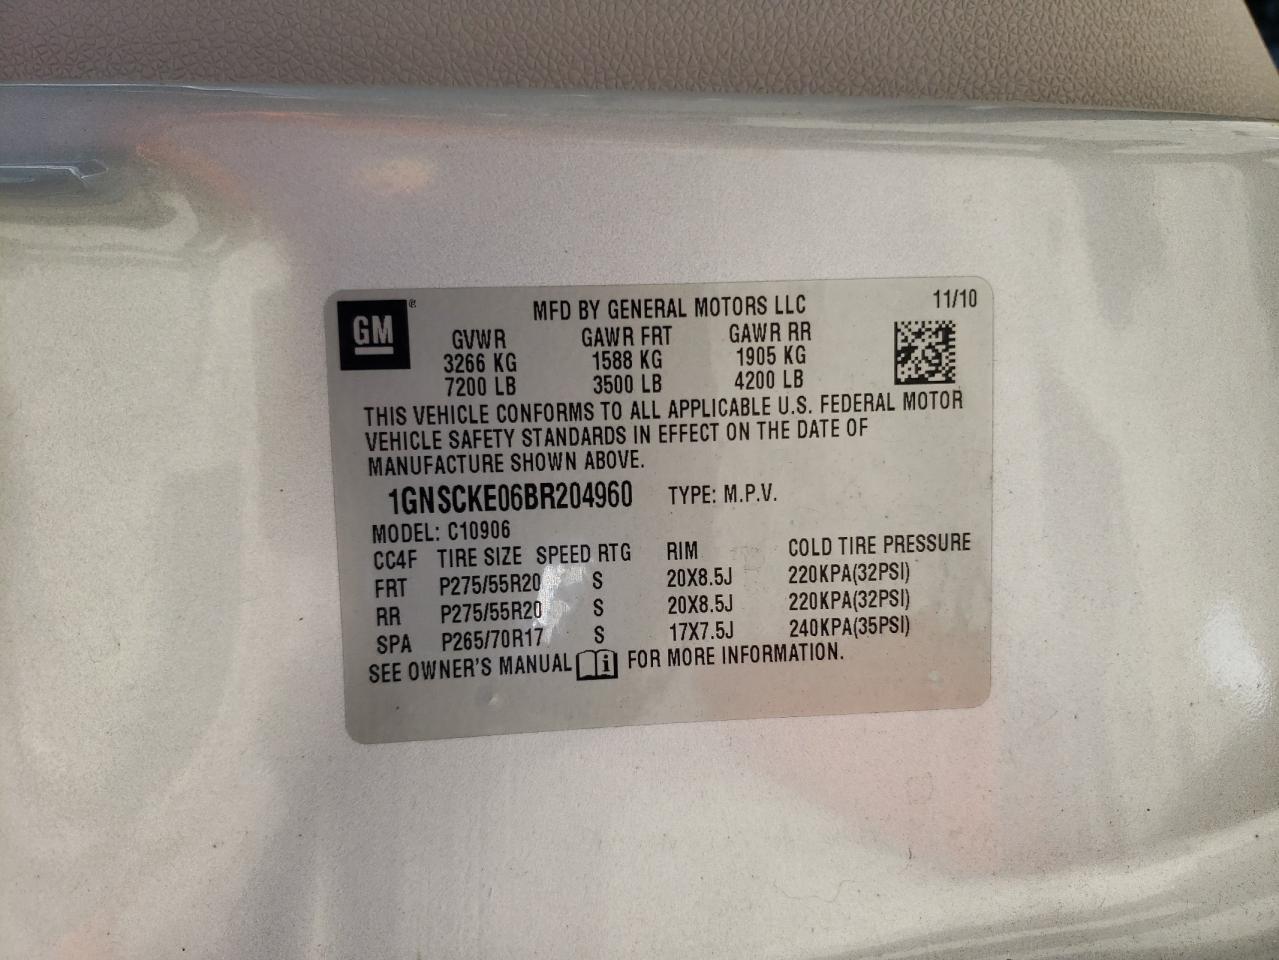 GM ® MFD BY GENERAL MOTORS LLC 11/10
GVWR GAWR FRT GAWR RR
3266 KG 1588 KG 1905 KG
7200 LB 3500 LB 4200 LB
THIS VEHICLE CONFORMS TO ALL APPLICABLE U.S. FEDERAL MOTOR
VEHICLE SAFETY STANDARDS IN EFFECT ON THE DATE OF
MANUFACTURE SHOWN ABOVE.
1GNSCKE06BR204960 TYPE: M.P.V.
MODEL: C10906
CC4F TIRE SIZE SPEED RTG RIM COLD TIRE PRESSURE
FRT P275/55R20 S 20X8.5J 220KPA(32PSI)
RR P275/55R20 S 20X8.5J 220KPA(32PSI)
SPA P265/70R17 S 17X7.5J 240KPA(35PSI)
SEE OWNER'S MANUAL i FOR MORE INFORMATION.